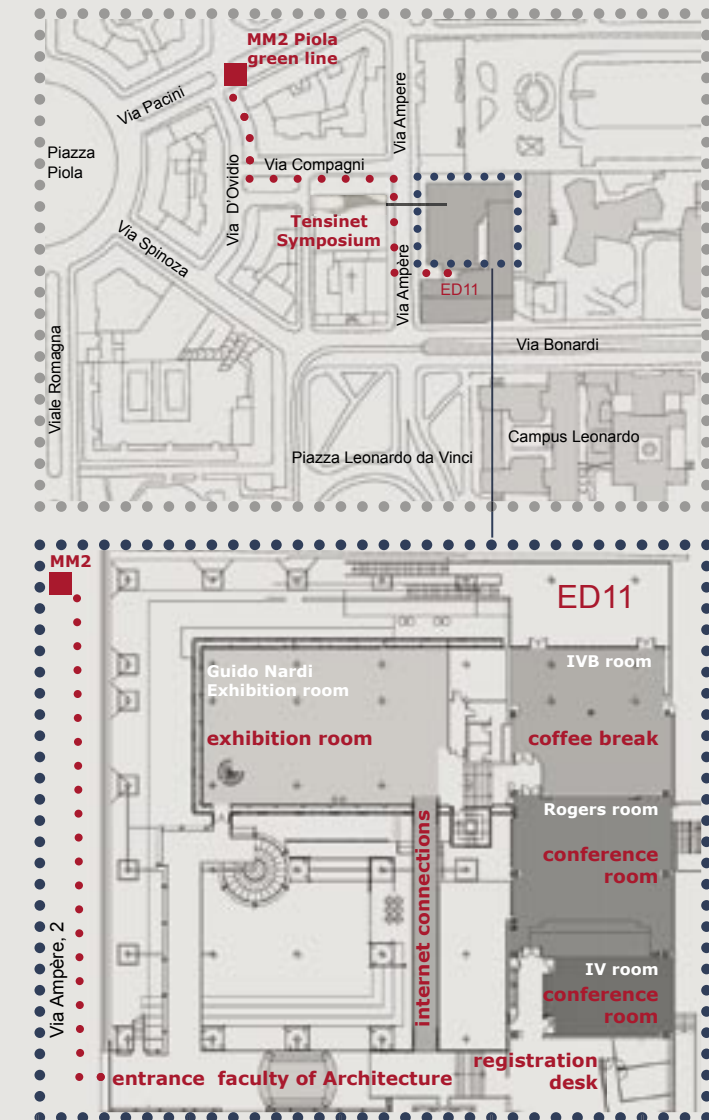 MM2 Piola
green line
Via Pacini
Via Ampere
Piazza
Piola
Via Compagni
Via D'Ovidio
Tensinet
Symposium
Via Spinoza
Via Ampère
ED11
Via Bonardi
Viale Romagna
Campus Leonardo
Piazza Leonardo da Vinci
MM2
ED11
Guido Nardi
Exhibition room
IVB room
exhibition room
coffee break
Rogers room
conference
room
internet connections
IV room
conference
room
Via Ampère, 2
registration
desk
entrance faculty of Architecture